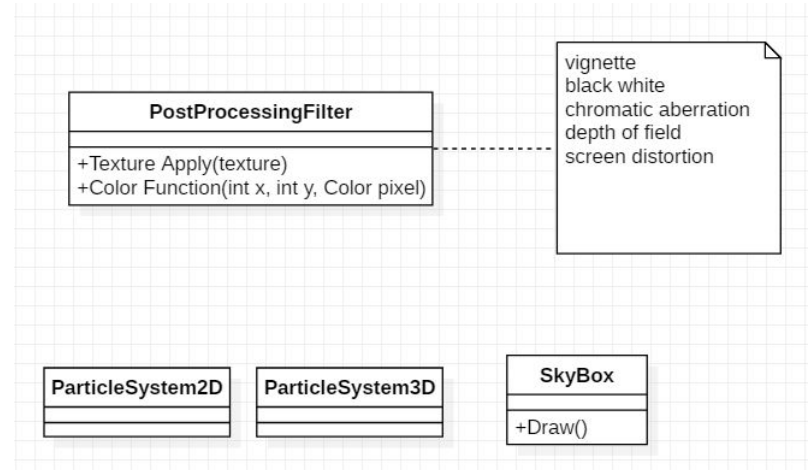 PostProcessingFilter
+Texture Apply(texture)
+Color Function(int x, int y, Color pixel)
vignette
black white
chromatic aberration
depth of field
screen distortion
ParticleSystem2D
ParticleSystem3D
SkyBox
+Draw()